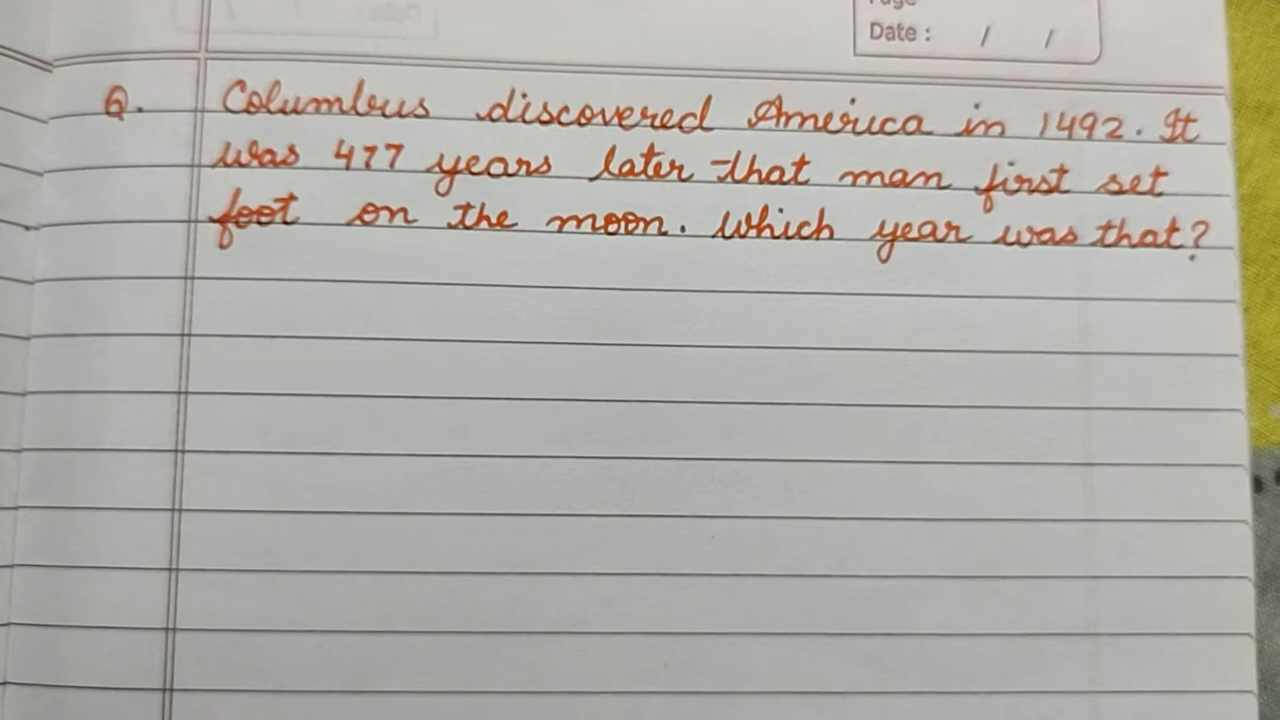 Date : / /
Q. Columbus discovered America in 1492. It
was 477 years later that man first set
foot on the moon. Which year was that?